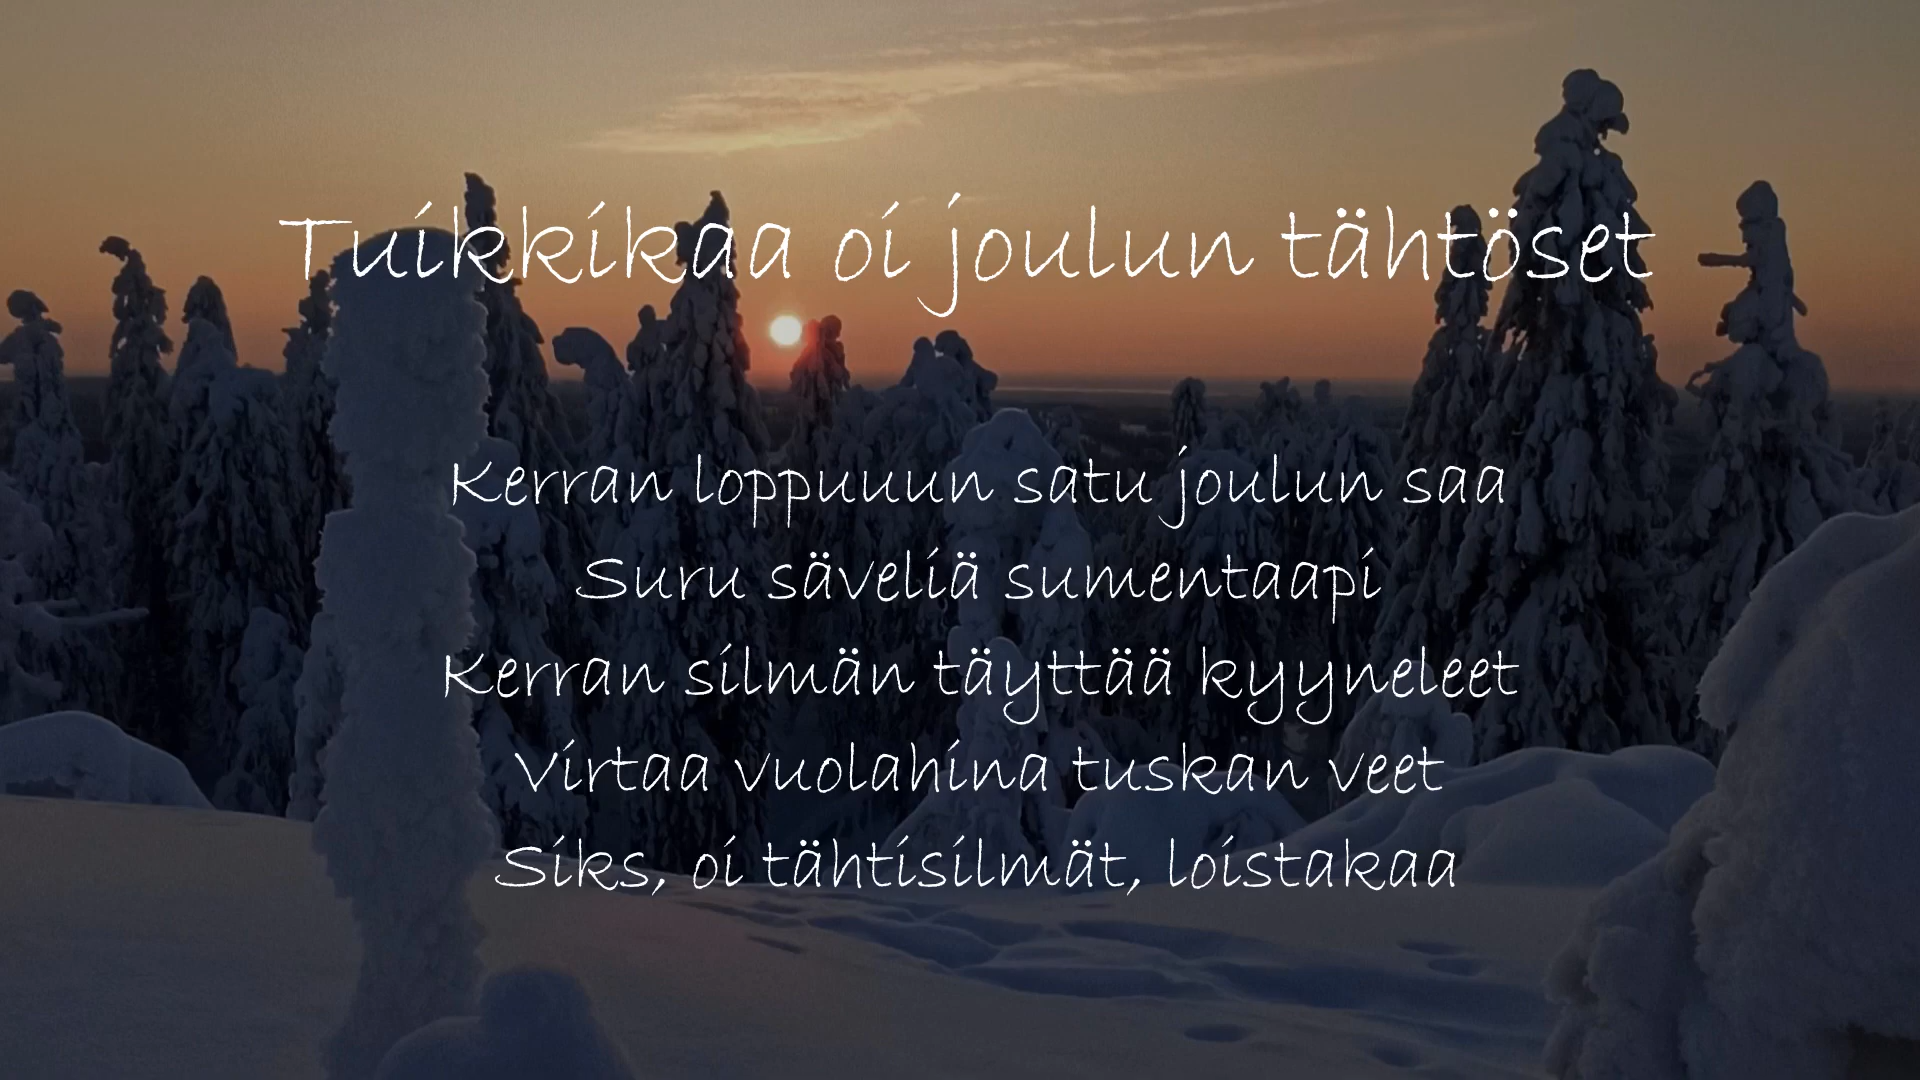 Tuikkikaa oi joulun tähtöset
Kerran loppuuun satu joulun saa
Suru säveliä sumentaapi
Kerran silmän täyttää kyyneleet
Virtaa vuolahina tuskan veet
Siks, oi tähtisilmät, loistakaa